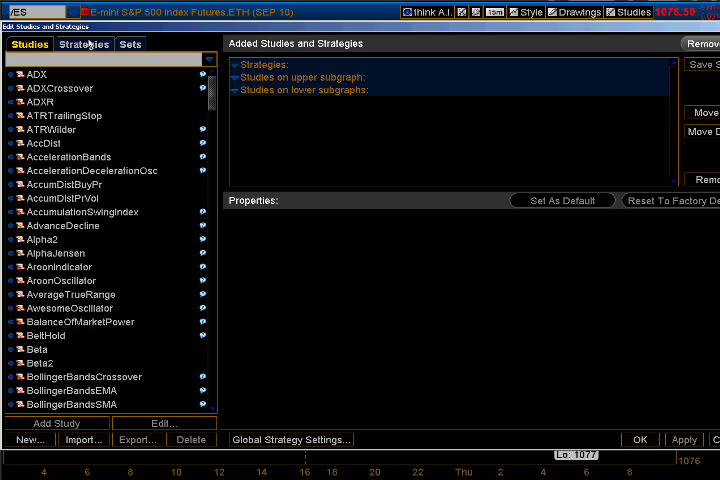 /ES E-mini S&P 500 Index Futures.ETH (SEP 10) think A.I. 15m Style Drawings Studies 1078.50
Edit Studies and Strategies
Studies Strategies Sets Added Studies and Strategies Remov
ADX
ADXCrossover
ADXR
ATRTrailingStop
ATRWilder
AccDist
AccelerationBands
AccelerationDecelerationOsc
AccumDistBuyPr
AccumDistPrVol
AccumulationSwingIndex
AdvanceDecline
Alpha2
AlphaJensen
AroonIndicator
AroonOscillator
AverageTrueRange
AwesomeOscillator
BalanceOfMarketPower
BeltHold
Beta
Beta2
BollingerBandsCrossover
BollingerBandsEMA
BollingerBandsSMA
Add Study Edit...
New... Import... Export... Delete
Strategies:
Studies on upper subgraph:
Studies on lower subgraphs:
Save S
Move
Move D
Remo
Properties: Set As Default Reset To Factory De
Global Strategy Settings... OK Apply C
Lo: 1077
1076
4 6 8 10 12 14 16 18 20 22 Thu 2 4 6 8